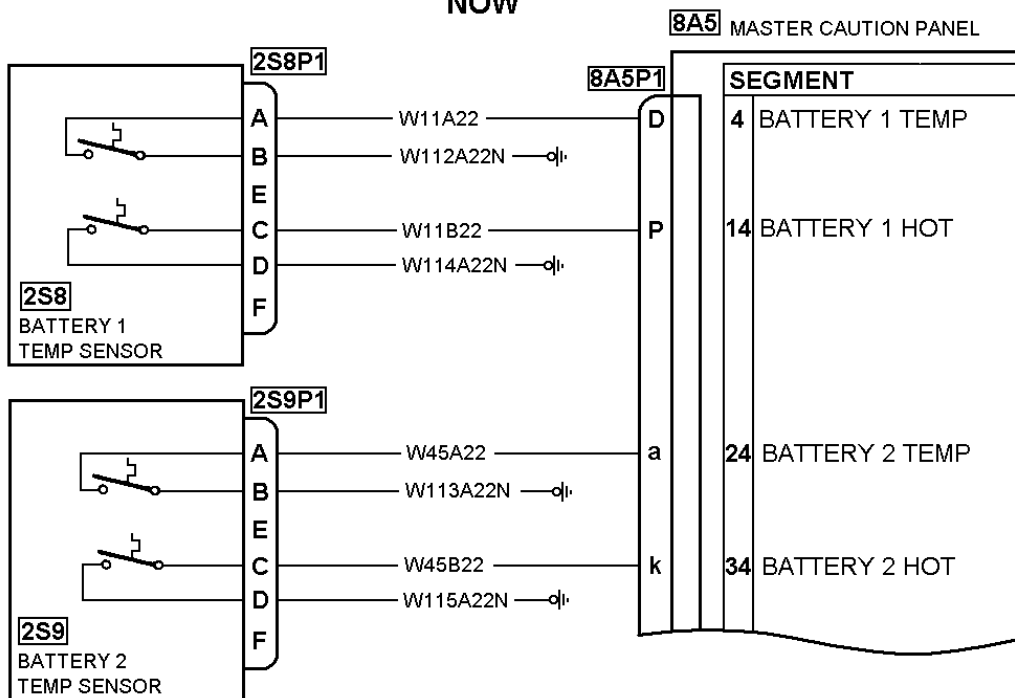 NOW
8A5 MASTER CAUTION PANEL
2S8P1
8A5P1
SEGMENT
A W11A22 D 4 BATTERY 1 TEMP
B W112A22N
E
C W11B22 P 14 BATTERY 1 HOT
D W114A22N
F
2S8
BATTERY 1
TEMP SENSOR
2S9P1
A W45A22 a 24 BATTERY 2 TEMP
B W113A22N
E
C W45B22 k 34 BATTERY 2 HOT
D W115A22N
F
2S9
BATTERY 2
TEMP SENSOR